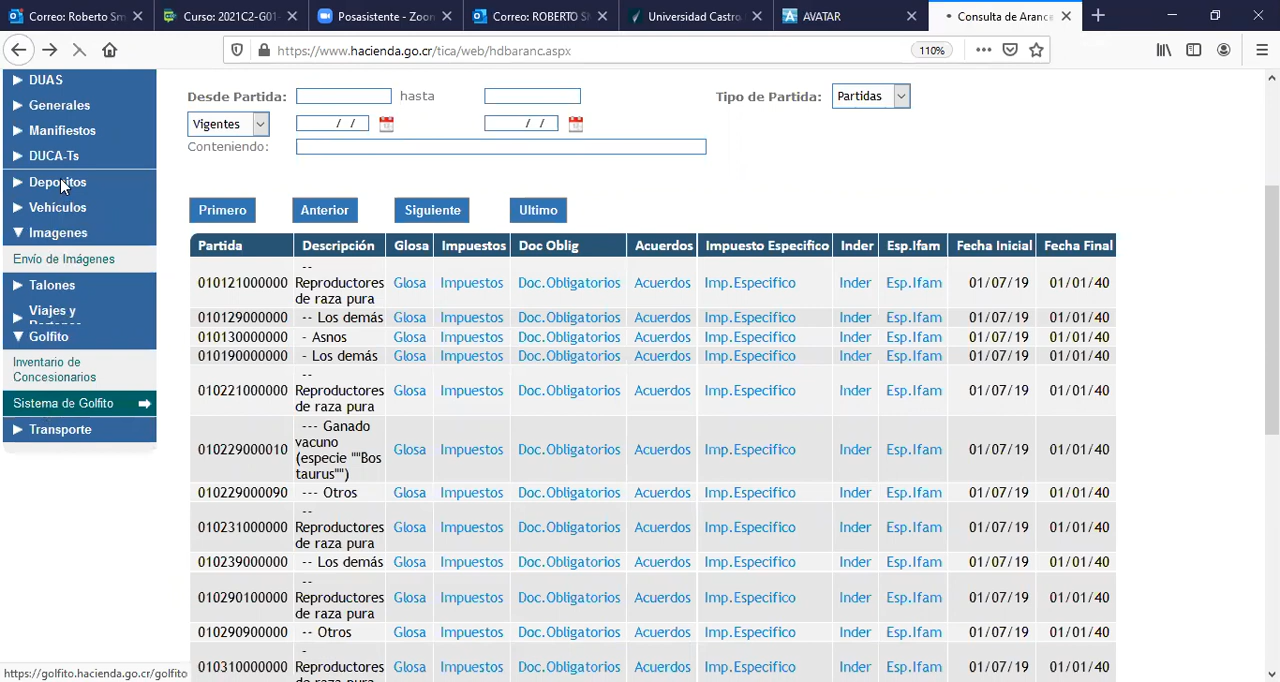 Correo: Roberto Sm
Curso: 2021C2-G01-
Posasistente - Zoom
Correo: ROBERTO SM
Universidad Castro
AVATAR
Consulta de Arance
https://www.hacienda.go.cr/tica/web/hdbaranc.aspx
110%
DUAS
Generales
Manifiestos
DUCA-Ts
Depositos
Vehículos
Imagenes
Envío de Imágenes
Talones
Viajes y
Golfito
Inventario de
Concesionarios
Sistema de Golfito
Transporte
Desde Partida: hasta Tipo de Partida: Partidas
Vigentes / / / /
Conteniendo:
Primero Anterior Siguiente Ultimo
Partida Descripción Glosa Impuestos Doc Oblig Acuerdos Impuesto Especifico Inder Esp.Ifam Fecha Inicial Fecha Final
--
010121000000 Reproductores Glosa Impuestos Doc.Obligatorios Acuerdos Imp.Especifico Inder Esp.Ifam 01/07/19 01/01/40
de raza pura
010129000000 -- Los demás Glosa Impuestos Doc.Obligatorios Acuerdos Imp.Especifico Inder Esp.Ifam 01/07/19 01/01/40
010130000000 - Asnos Glosa Impuestos Doc.Obligatorios Acuerdos Imp.Especifico Inder Esp.Ifam 01/07/19 01/01/40
010190000000 - Los demás Glosa Impuestos Doc.Obligatorios Acuerdos Imp.Especifico Inder Esp.Ifam 01/07/19 01/01/40
--
010221000000 Reproductores Glosa Impuestos Doc.Obligatorios Acuerdos Imp.Especifico Inder Esp.Ifam 01/07/19 01/01/40
de raza pura
--- Ganado
vacuno
010229000010 (especie ""Bos Glosa Impuestos Doc.Obligatorios Acuerdos Imp.Especifico Inder Esp.Ifam 01/07/19 01/01/40
taurus"")
010229000090 --- Otros Glosa Impuestos Doc.Obligatorios Acuerdos Imp.Especifico Inder Esp.Ifam 01/07/19 01/01/40
--
010231000000 Reproductores Glosa Impuestos Doc.Obligatorios Acuerdos Imp.Especifico Inder Esp.Ifam 01/07/19 01/01/40
de raza pura
010239000000 -- Los demás Glosa Impuestos Doc.Obligatorios Acuerdos Imp.Especifico Inder Esp.Ifam 01/07/19 01/01/40
--
010290100000 Reproductores Glosa Impuestos Doc.Obligatorios Acuerdos Imp.Especifico Inder Esp.Ifam 01/07/19 01/01/40
de raza pura
010290900000 -- Otros Glosa Impuestos Doc.Obligatorios Acuerdos Imp.Especifico Inder Esp.Ifam 01/07/19 01/01/40
-
010310000000 Reproductores Glosa Impuestos Doc.Obligatorios Acuerdos Imp.Especifico Inder Esp.Ifam 01/07/19 01/01/40
de raza pura
https://golfito.hacienda.go.cr/golfito